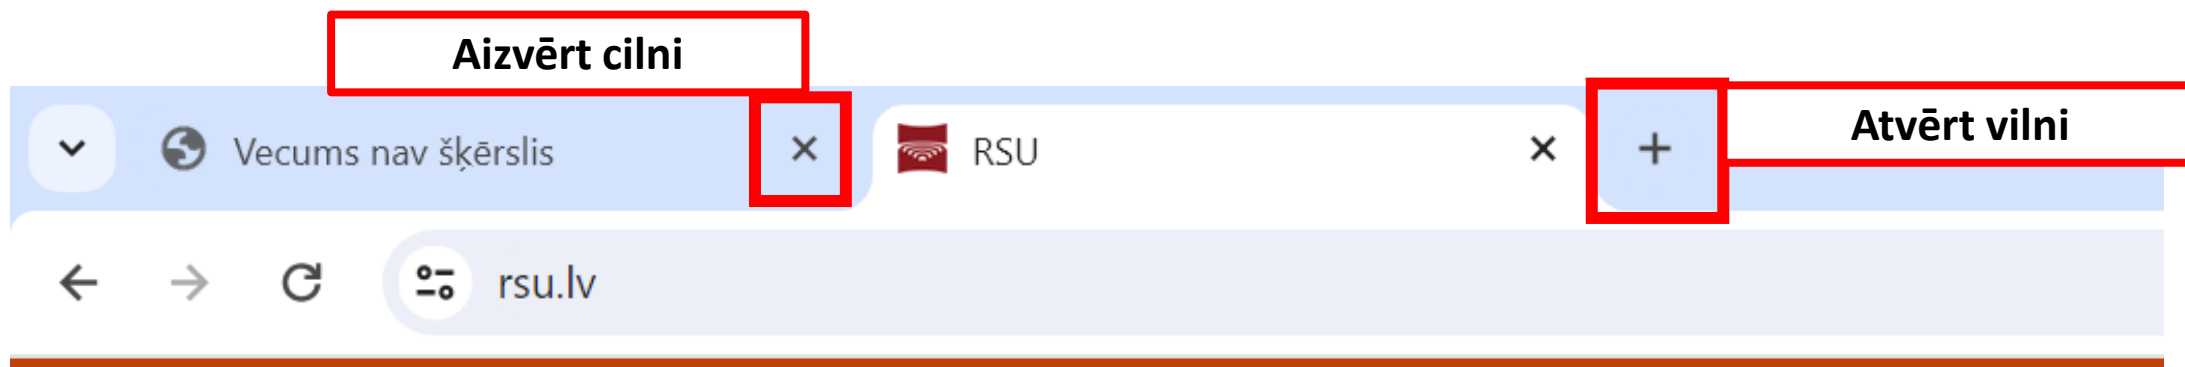 Aizvērt cilni
Atvērt vilni
Vecums nav šķērslis
RSU
rsu.lv